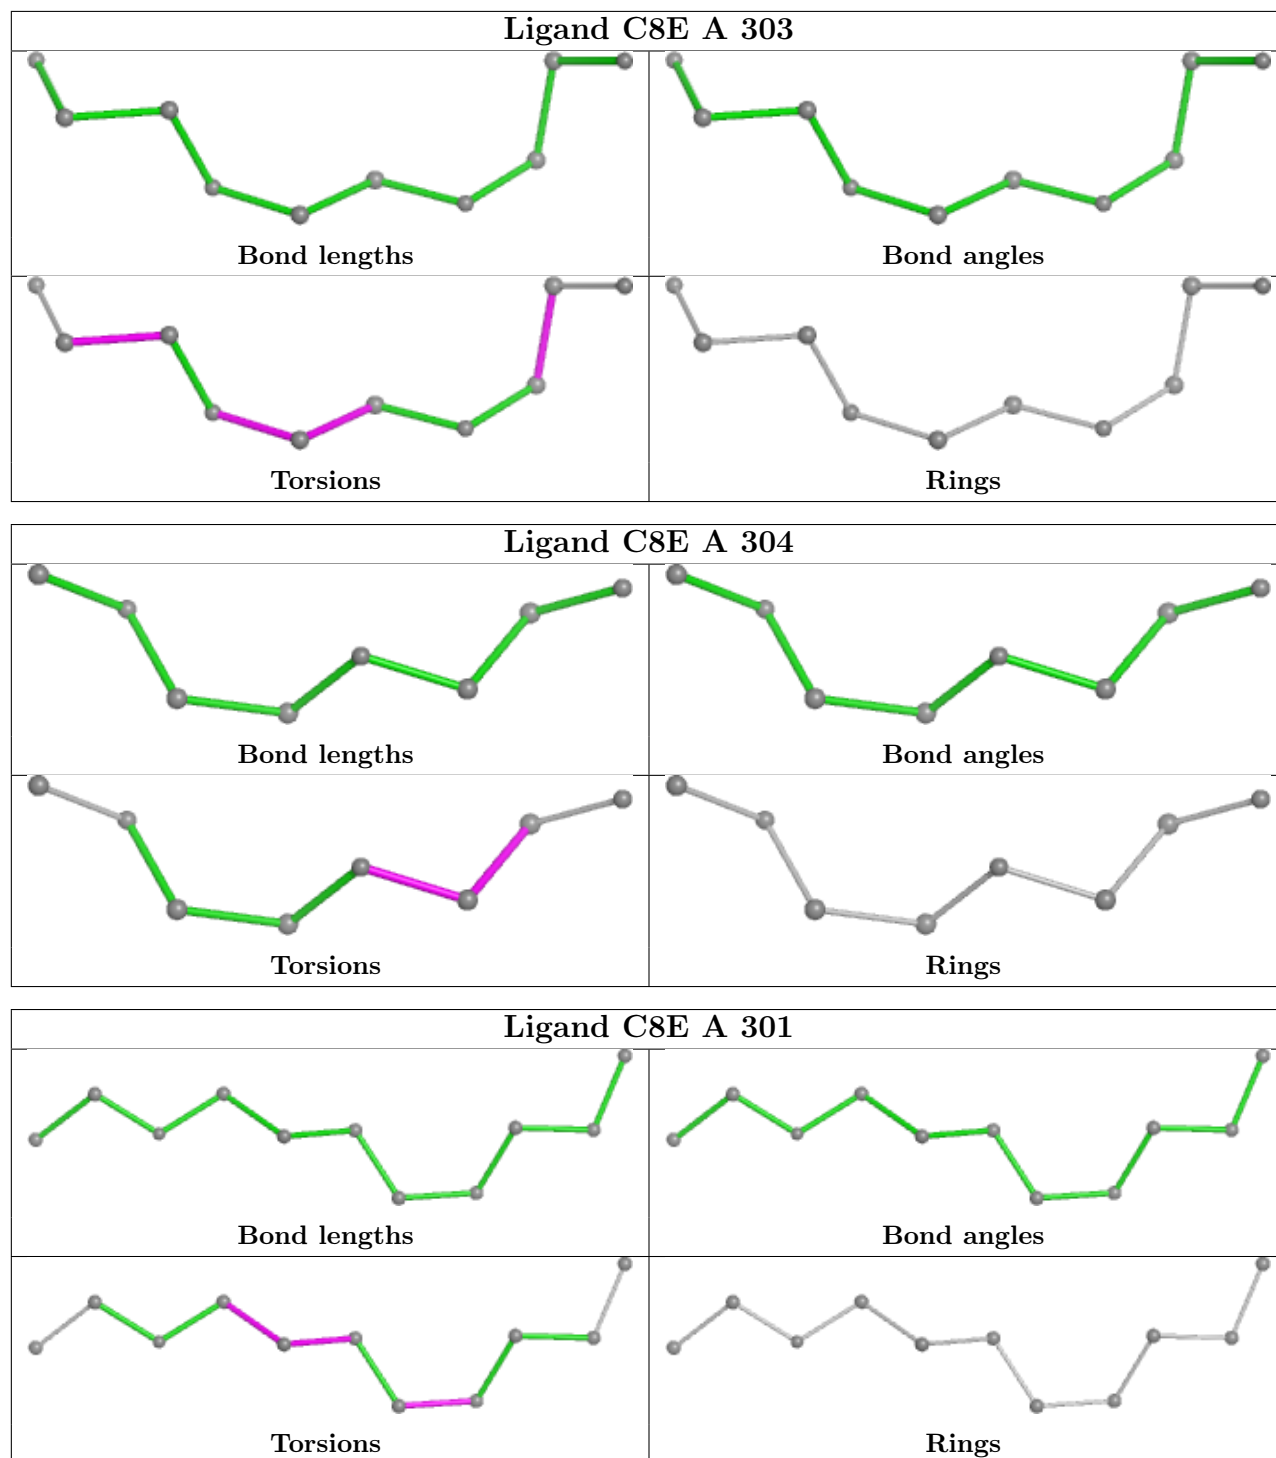 Ligand C8E A 303
Bond lengths
Bond angles
Torsions
Rings
Ligand C8E A 304
Bond lengths
Bond angles
Torsions
Rings
Ligand C8E A 301
Bond lengths
Bond angles
Torsions
Rings